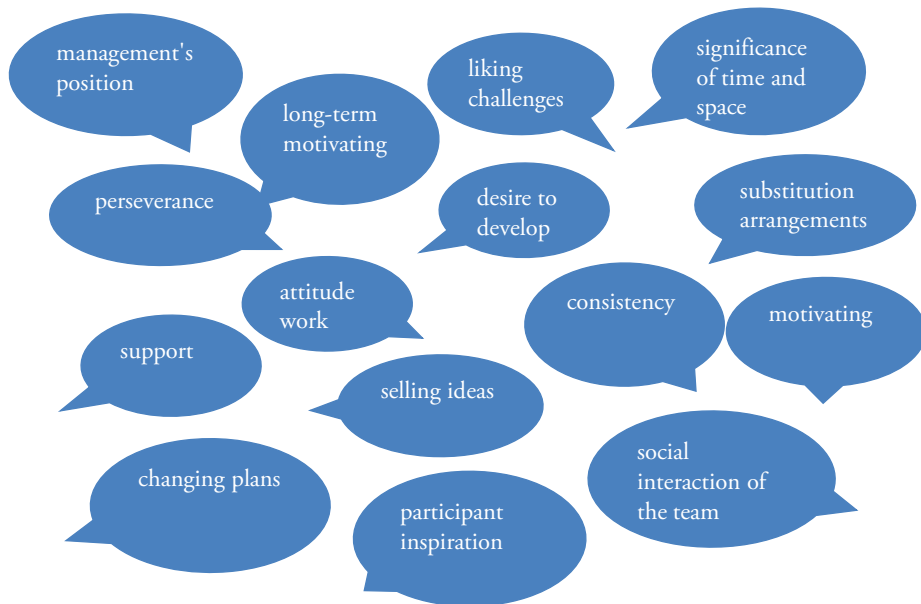 management's
position
long-term
motivating
liking
challenges
significance
of time and
space
perseverance
desire to
develop
substitution
arrangements
attitude
work
consistency
motivating
support
selling ideas
changing plans
participant
inspiration
social
interaction of
the team